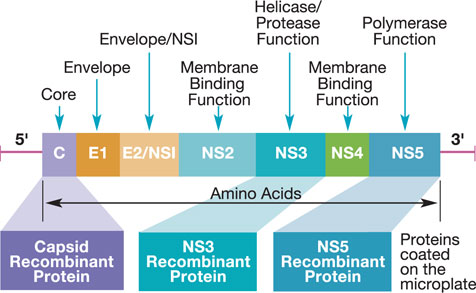 Helicase/
Protease
Function
Polymerase
Function
Envelope/NSI
Envelope
Membrane
Binding
Function
Membrane
Binding
Function
Core
5' C E1 E2/NSI NS2 NS3 NS4 NS5 3'
Amino Acids
Capsid
Recombinant
Protein
NS3
Recombinant
Protein
NS5
Recombinant
Protein
Proteins
coated
on the
microplate